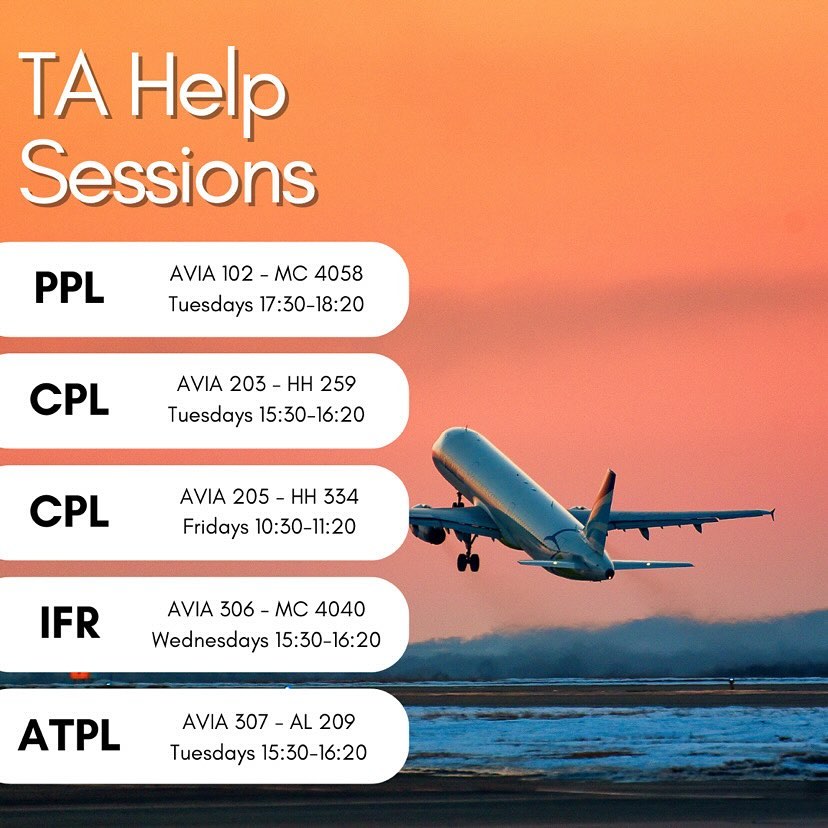 TA Help
Sessions
PPL
AVIA 102 - MC 4058
Tuesdays 17:30-18:20
CPL
AVIA 203 - HH 259
Tuesdays 15:30-16:20
CPL
AVIA 205 - HH 334
Fridays 10:30-11:20
IFR
AVIA 306 - MC 4040
Wednesdays 15:30-16:20
ATPL
AVIA 307 - AL 209
Tuesdays 15:30-16:20